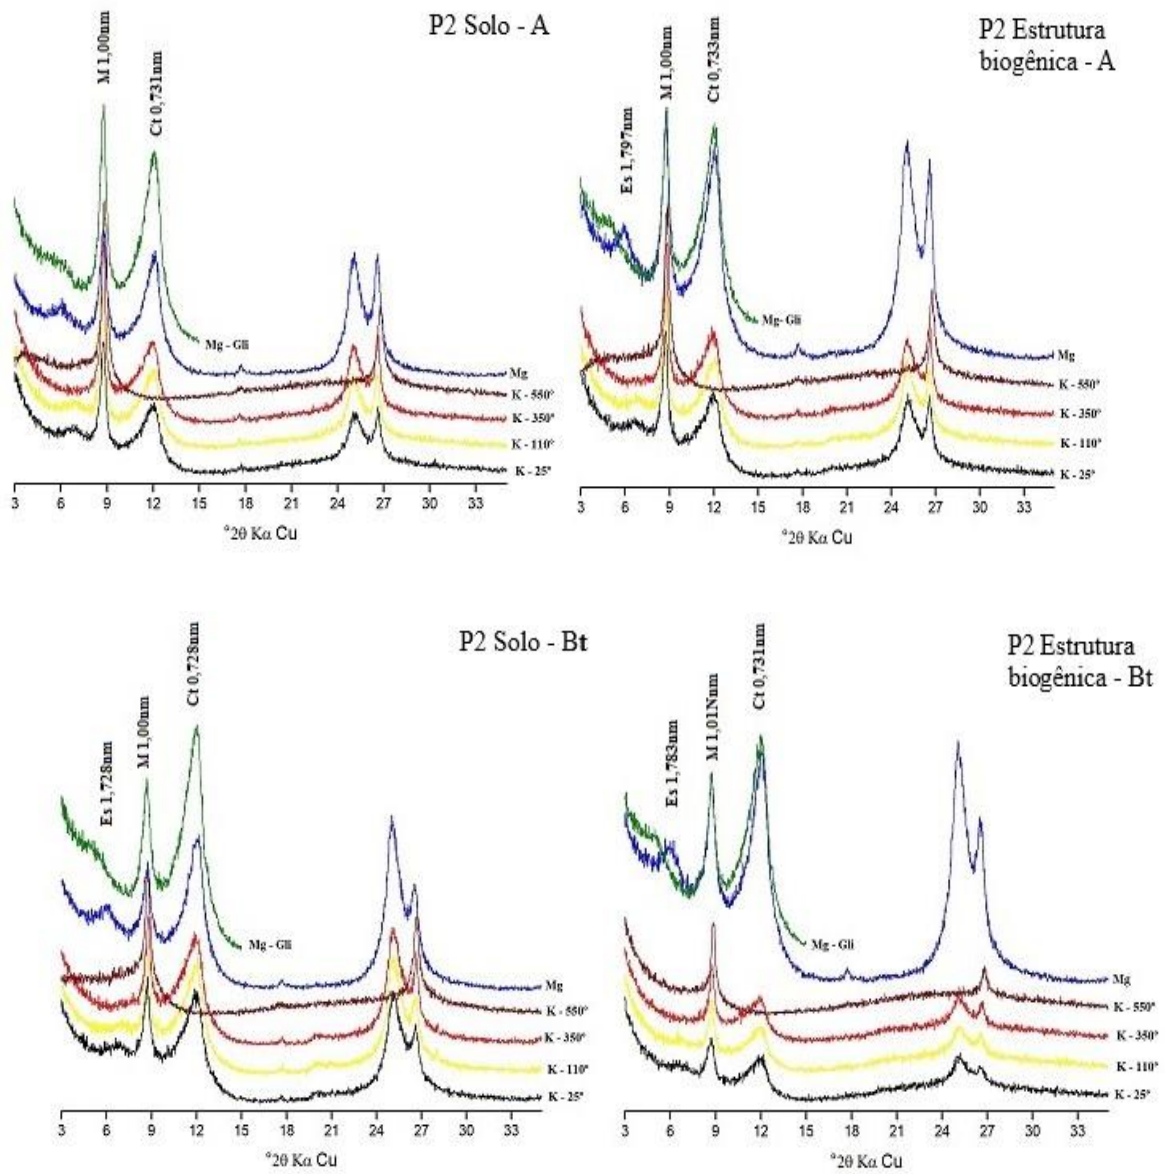 P2 Solo - A
M 1,00nm
Ct 0,731nm
Mg - Gli
Mg
K - 550°
K - 350°
K - 110°
K - 25°
3 6 9 12 15 18 21 24 27 30 33
°2θ Kα Cu
P2 Estrutura
biogênica - A
Es 1,797nm
M 1,00nm
Ct 0,733nm
Mg- Gli
Mg
K - 550°
K - 350°
K - 110°
K - 25°
3 6 9 12 15 18 21 24 27 30 33
°2θ Kα Cu
P2 Solo - Bt
Es 1,728nm
M 1,00nm
Ct 0,728nm
Mg - Gli
Mg
K - 550°
K - 350°
K - 110°
K - 25°
3 6 9 12 15 18 21 24 27 30 33
°2θ Kα Cu
P2 Estrutura
biogênica - Bt
Es 1,783nm
M 1,01Nnm
Ct 0,731nm
Mg - Gli
Mg
K - 550°
K - 350°
K - 110°
K - 25°
3 6 9 12 15 18 21 24 27 30 33
°2θ Kα Cu